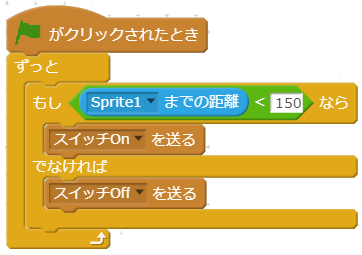 がクリックされたとき
ずっと
もし Sprite1 までの距離 < 150 なら
スイッチOn を送る
でなければ
スイッチOff を送る